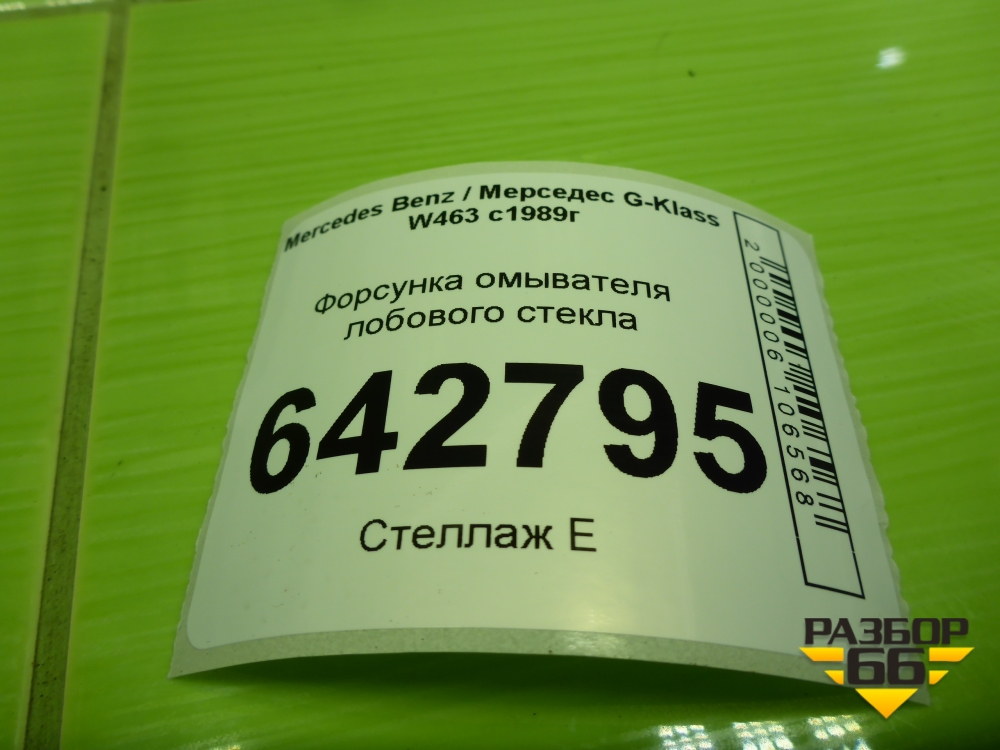 Mercedes Benz / Мерседес G-Klass
W463 с1989г
Форсунка омывателя
лобового стекла
642795
Стеллаж Е
2000006106568
РАЗБОР
66